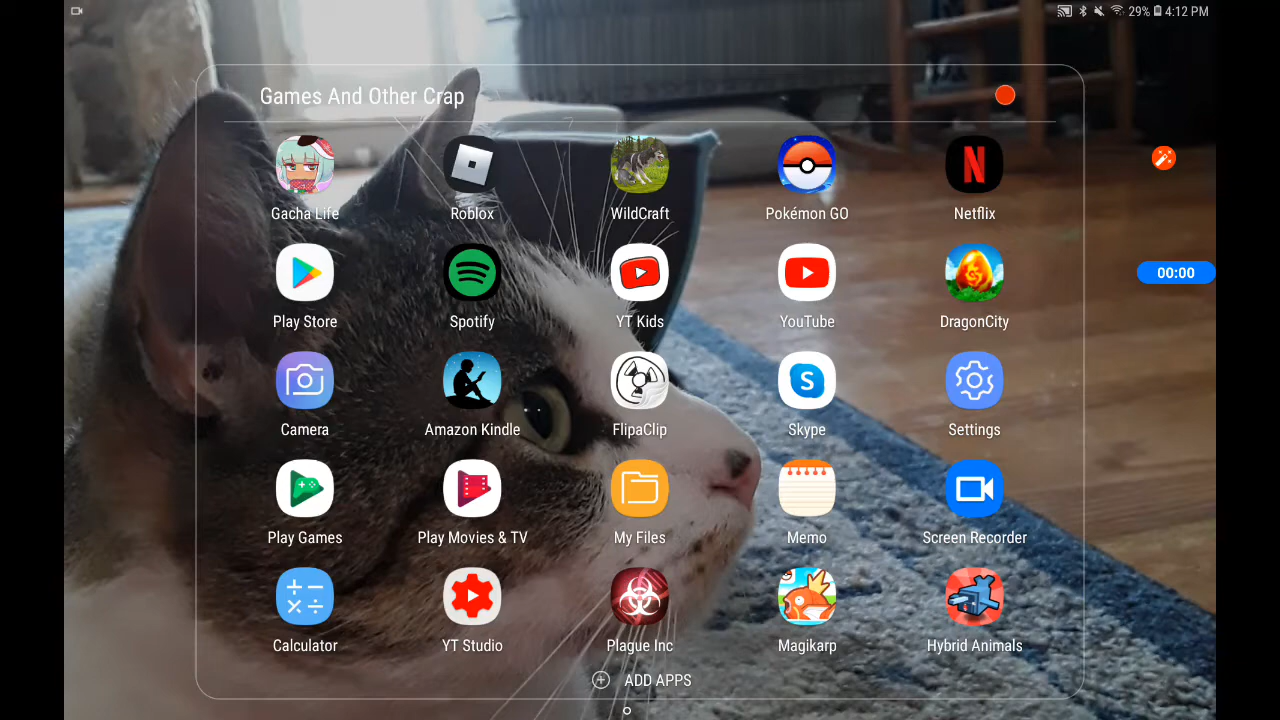 29% 4:12 PM
Games And Other Crap
Gacha Life Roblox WildCraft Pokémon GO Netflix
00:00
Play Store Spotify YT Kids YouTube DragonCity
Camera Amazon Kindle FlipaClip Skype Settings
Play Games Play Movies & TV My Files Memo Screen Recorder
Calculator YT Studio Plague Inc Magikarp Hybrid Animals
ADD APPS